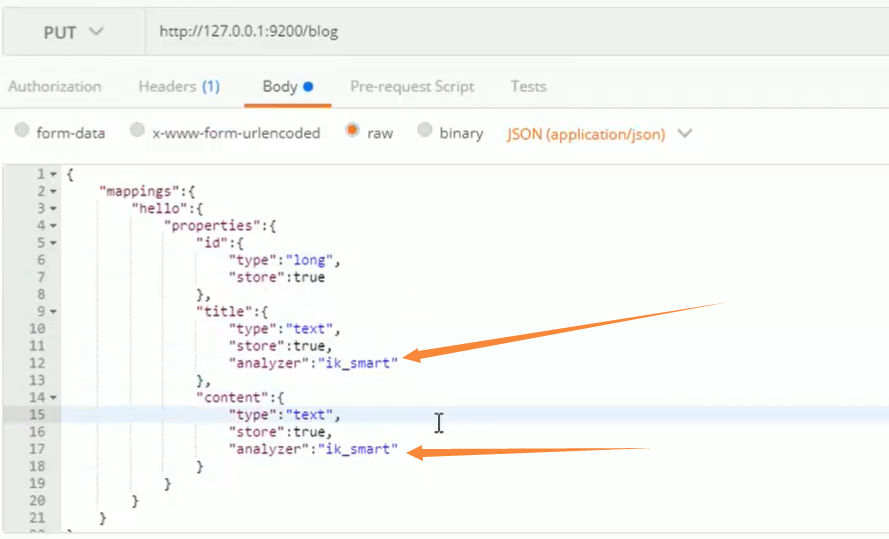 PUT http://127.0.0.1:9200/blog
Authorization Headers (1) Body Pre-request Script Tests
form-data x-www-form-urlencoded raw binary JSON (application/json)
1 {
2 "mappings":{
3 "hello":{
4 "properties":{
5 "id":{
6 "type":"long",
7 "store":true
8 },
9 "title":{
10 "type":"text",
11 "store":true,
12 "analyzer":"ik_smart"
13 },
14 "content":{
15 "type":"text",
16 "store":true,
17 "analyzer":"ik_smart"
18 }
19 }
20 }
21 }